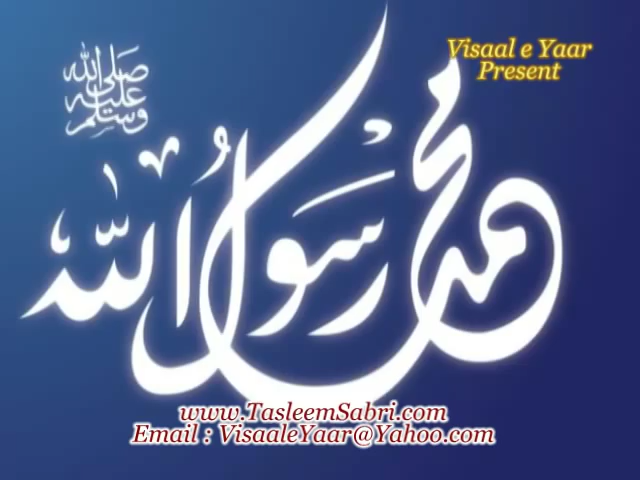 صلى الله
عليه
وسلم
Visaal e Yaar
Present
محمد رسول الله
www.TasleemSabri.com
Email : VisaaleYaar@Yahoo.com